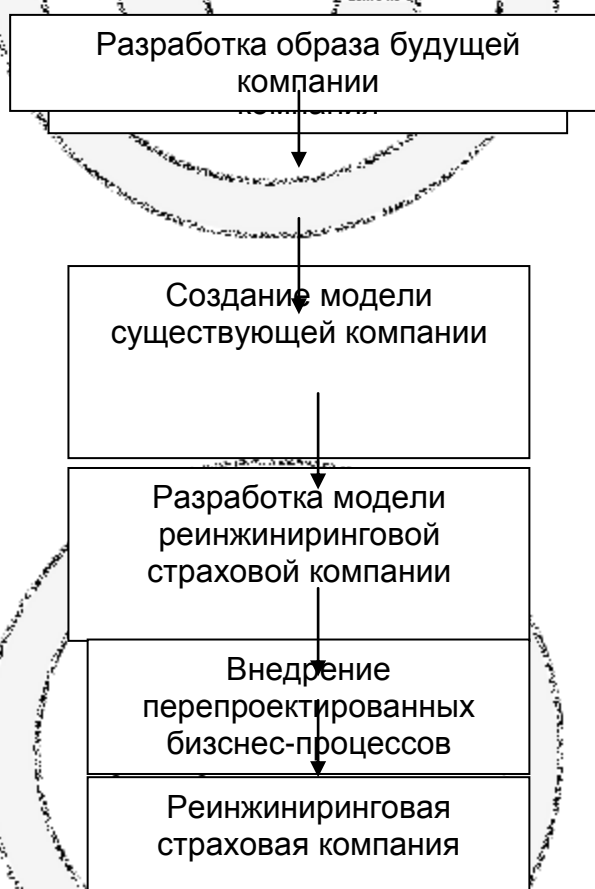 Разработка образа будущей
компании
Создание модели
существующей компании
Разработка модели
реинжиниринговой
страховой компании
Внедрение
перепроектированных
бизснес-процессов
Реинжиниринговая
страховая компания